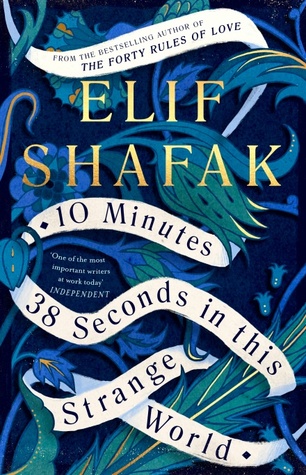 FROM THE BESTSELLING AUTHOR OF
THE FORTY RULES OF LOVE
ELIF
SHAFAK
• 10 Minutes
'One of the most
important writers
at work today'
INDEPENDENT
38 Seconds in this
Strange
World •